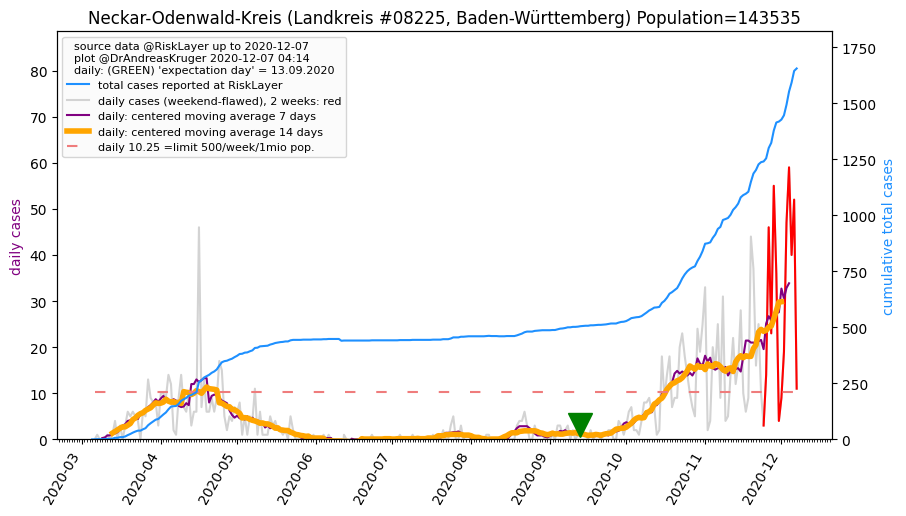 Neckar-Odenwald-Kreis (Landkreis #08225, Baden-Württemberg) Population=143535
source data @RiskLayer up to 2020-12-07
plot @DrAndreasKruger 2020-12-07 04:14
daily: (GREEN) 'expectation day' = 13.09.2020
total cases reported at RiskLayer
daily cases (weekend-flawed), 2 weeks: red
daily: centered moving average 7 days
daily: centered moving average 14 days
daily 10.25 =limit 500/week/1mio pop.
daily cases
80
70
60
50
40
30
20
10
0
cumulative total cases
1750
1500
1250
1000
750
500
250
0
2020-03
2020-04
2020-05
2020-06
2020-07
2020-08
2020-09
2020-10
2020-11
2020-12